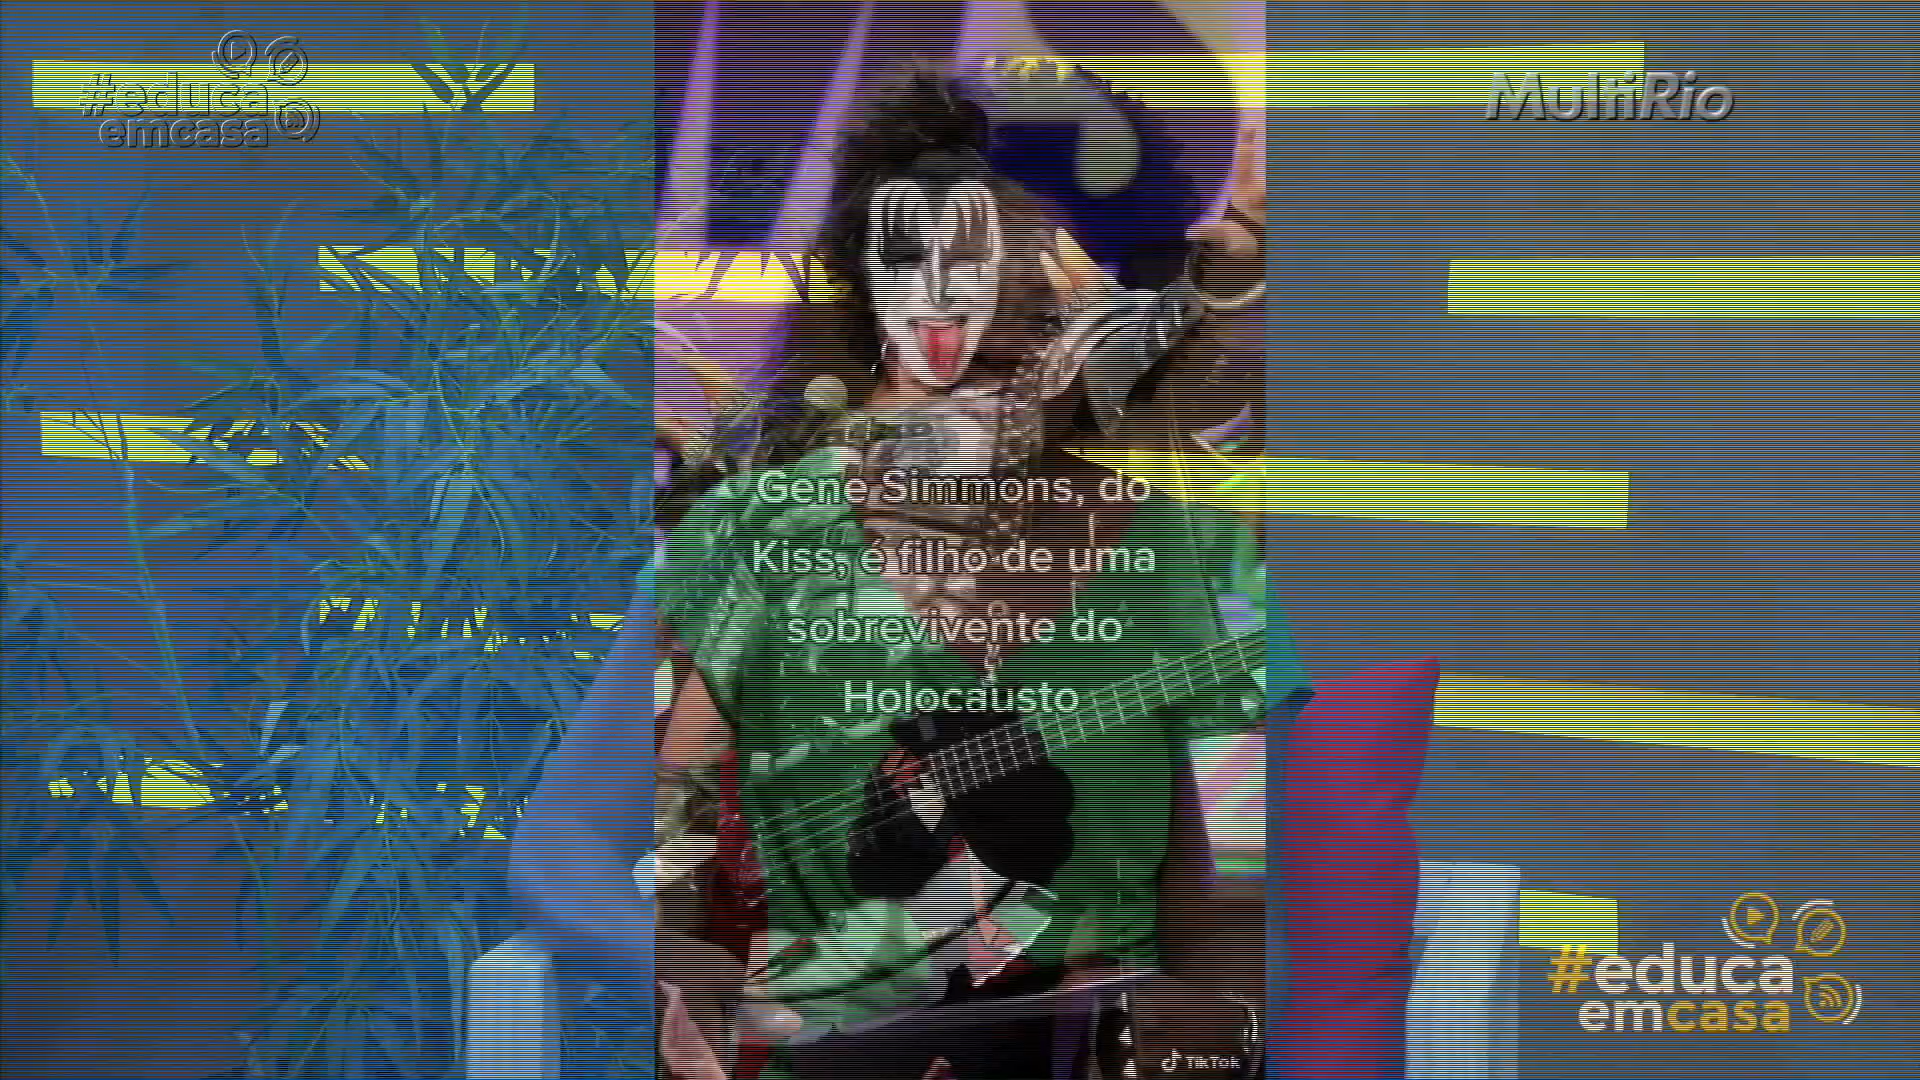 #educa
emcasa
MultiRio
Gene Simmons, do
Kiss, é filho de uma
sobrevivente do
Holocausto
#educa
emcasa
TikTok